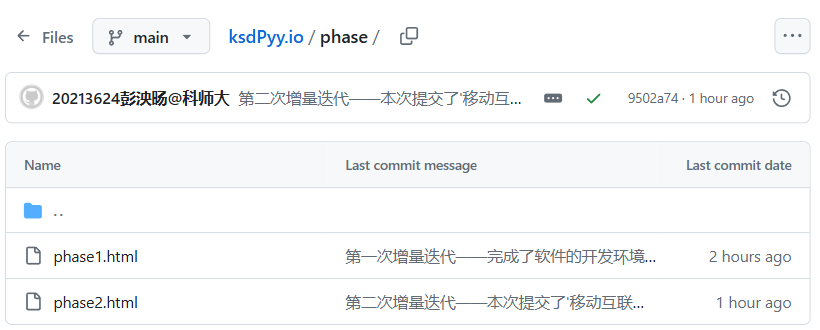 Files main ksdPyy.io / phase /
20213624彭泱旸@科师大 第二次增量迭代——本次提交了'移动互... 9502a74 · 1 hour ago
Name Last commit message Last commit date
..
phase1.html 第一次增量迭代——完成了软件的开发环境... 2 hours ago
phase2.html 第二次增量迭代——本次提交了'移动互联... 1 hour ago